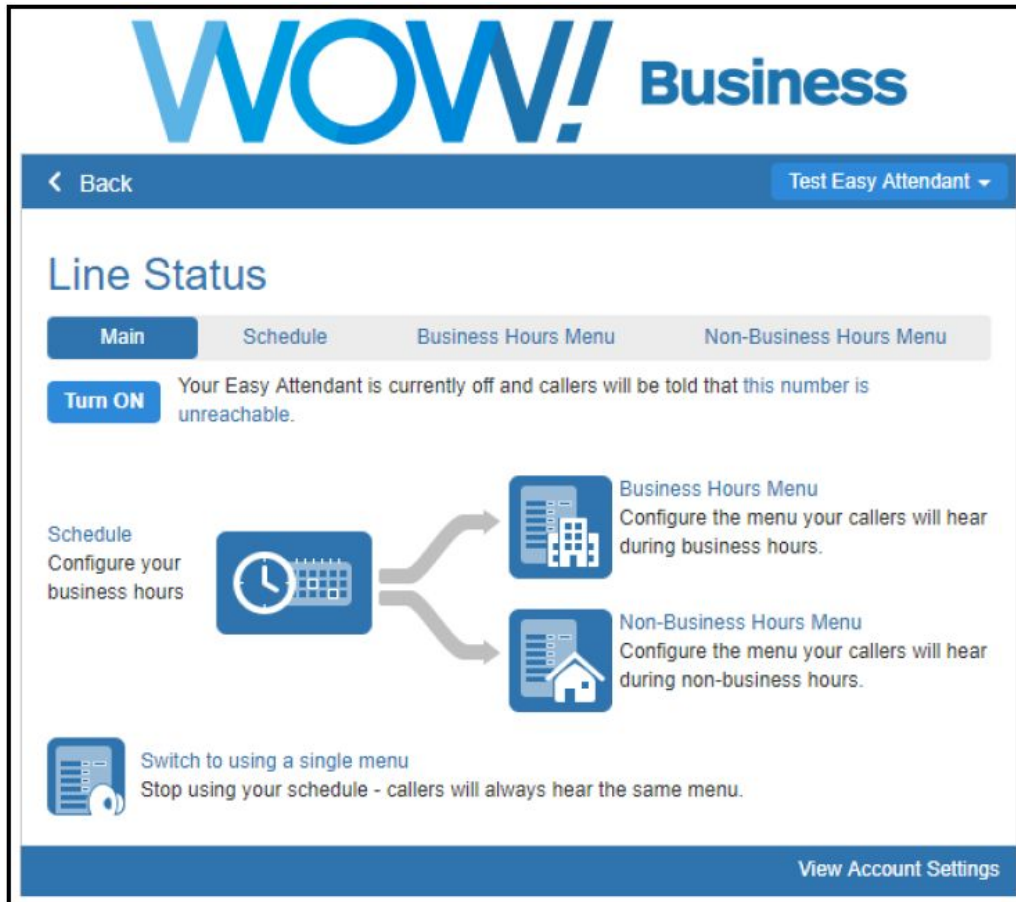 WOW! Business
Back
Test Easy Attendant
Line Status
Main Schedule Business Hours Menu Non-Business Hours Menu
Turn ON
Your Easy Attendant is currently off and callers will be told that this number is
unreachable.
Schedule
Configure your
business hours
Business Hours Menu
Configure the menu your callers will hear
during business hours.
Non-Business Hours Menu
Configure the menu your callers will hear
during non-business hours.
Switch to using a single menu
Stop using your schedule - callers will always hear the same menu.
View Account Settings